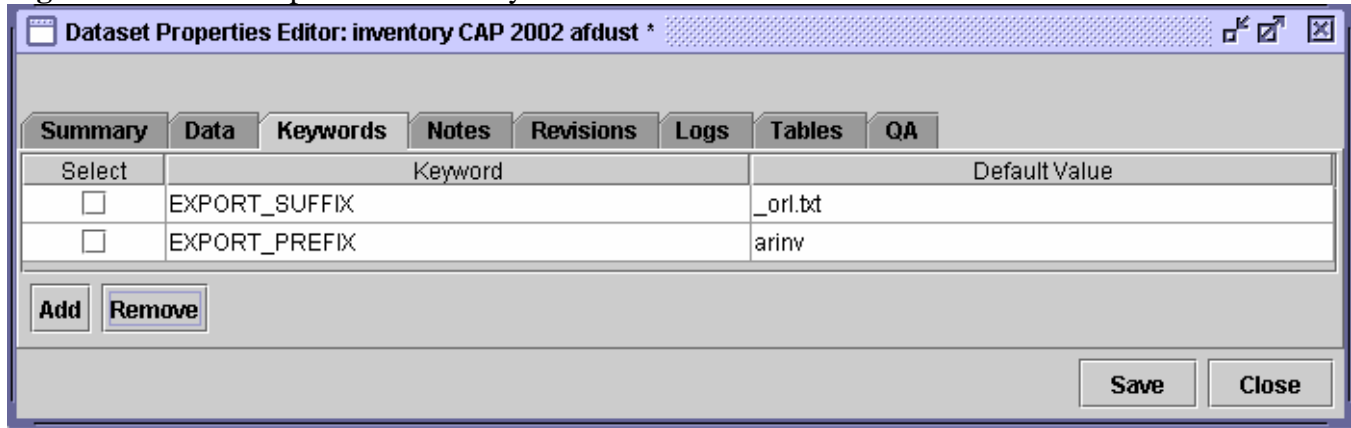 Dataset Properties Editor: inventory CAP 2002 afdust *
Summary Data Keywords Notes Revisions Logs Tables QA
Select Keyword Default Value
EXPORT_SUFFIX _orl.txt
EXPORT_PREFIX arinv
Add Remove
Save Close